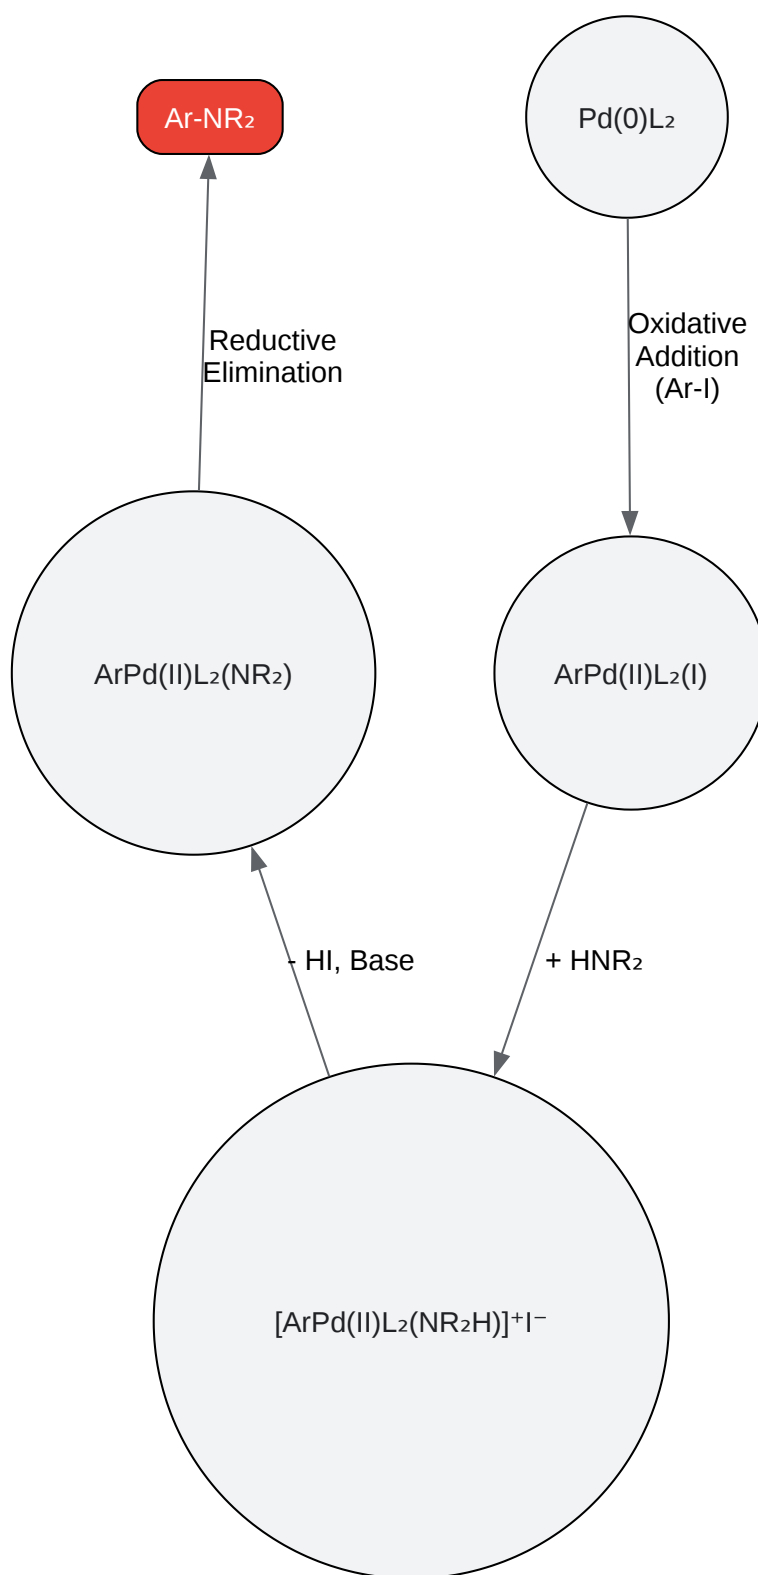 Ar-NR₂
Pd(0)L₂
Oxidative
Addition
(Ar-I)
Reductive
Elimination
ArPd(II)L₂(NR₂)
ArPd(II)L₂(I)
- HI, Base
+ HNR₂
[ArPd(II)L₂(NR₂H)]⁺I⁻